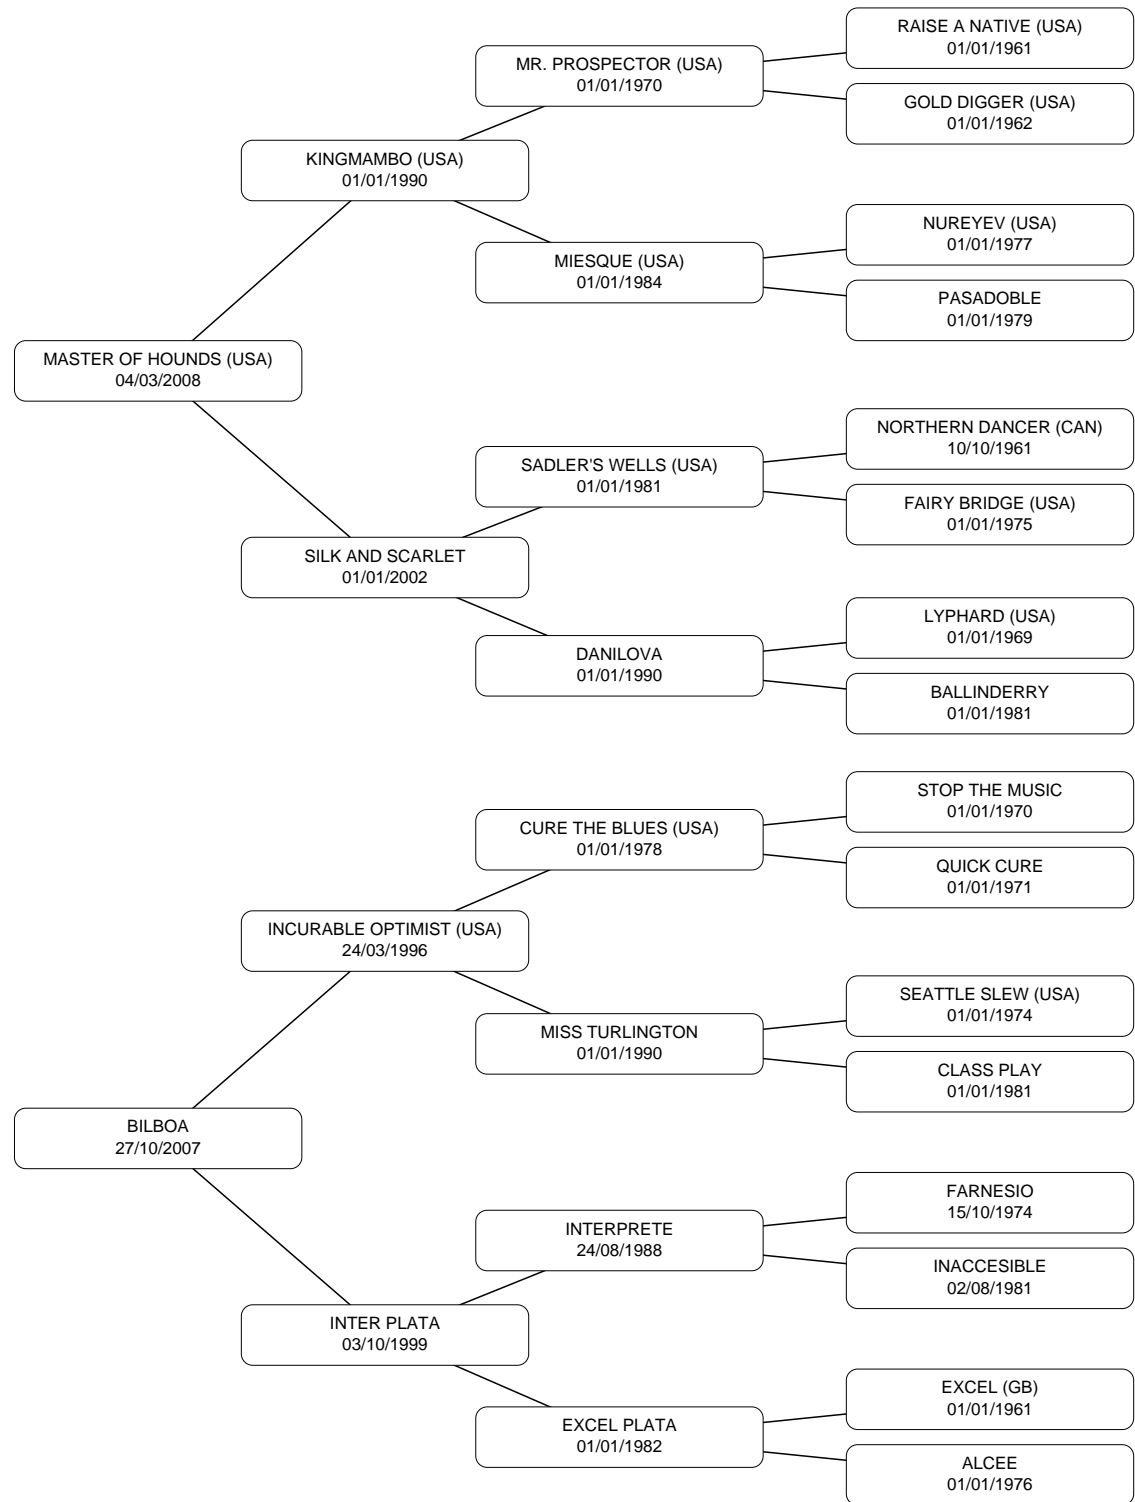 RAISE A NATIVE (USA)
01/01/1961
MR. PROSPECTOR (USA)
01/01/1970
GOLD DIGGER (USA)
01/01/1962
KINGMAMBO (USA)
01/01/1990
NUREYEV (USA)
01/01/1977
MIESQUE (USA)
01/01/1984
PASADOBLE
01/01/1979
MASTER OF HOUNDS (USA)
04/03/2008
NORTHERN DANCER (CAN)
10/10/1961
SADLER'S WELLS (USA)
01/01/1981
FAIRY BRIDGE (USA)
01/01/1975
SILK AND SCARLET
01/01/2002
LYPHARD (USA)
01/01/1969
DANILOVA
01/01/1990
BALLINDERRY
01/01/1981
STOP THE MUSIC
01/01/1970
CURE THE BLUES (USA)
01/01/1978
QUICK CURE
01/01/1971
INCURABLE OPTIMIST (USA)
24/03/1996
SEATTLE SLEW (USA)
01/01/1974
MISS TURLINGTON
01/01/1990
CLASS PLAY
01/01/1981
BILBOA
27/10/2007
FARNESIO
15/10/1974
INTERPRETE
24/08/1988
INACCESIBLE
02/08/1981
INTER PLATA
03/10/1999
EXCEL (GB)
01/01/1961
EXCEL PLATA
01/01/1982
ALCEE
01/01/1976